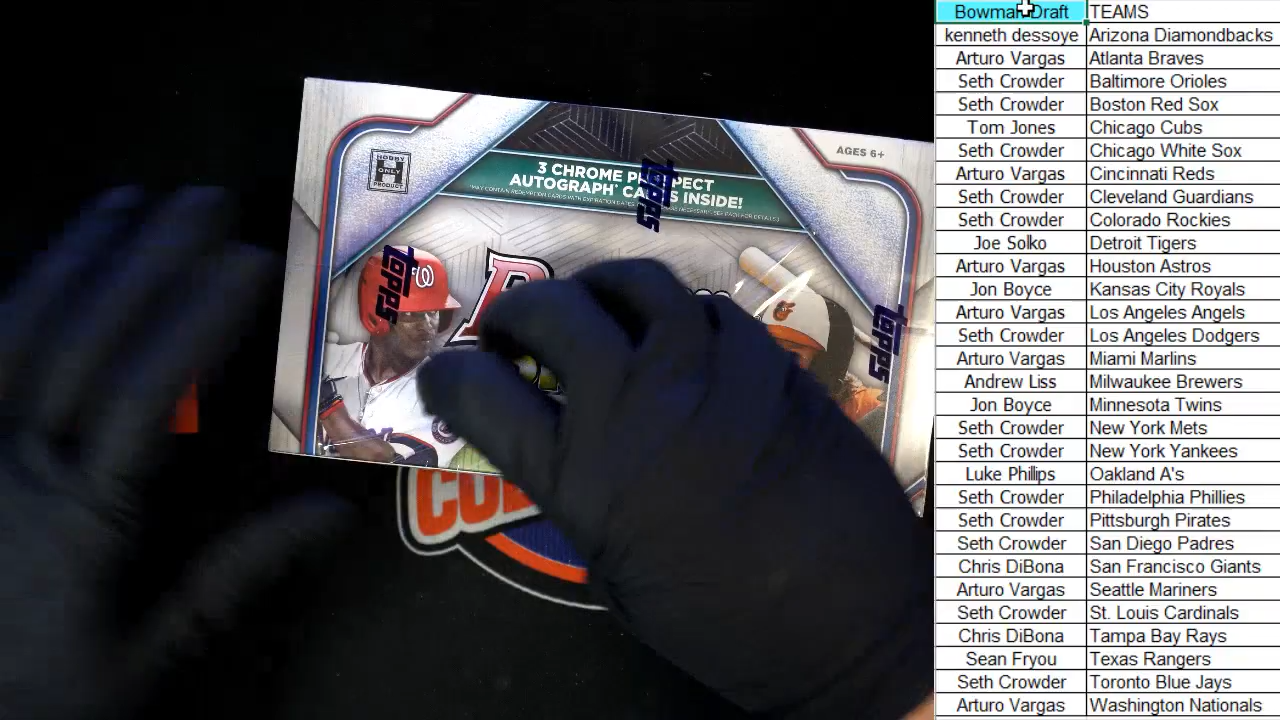 HOBBY
ONLY
PRODUCT
AGES 6+
topps
topps
topps
W
Bowman Draft TEAMS
kenneth dessoye Arizona Diamondbacks
Arturo Vargas Atlanta Braves
Seth Crowder Baltimore Orioles
Seth Crowder Boston Red Sox
Tom Jones Chicago Cubs
Seth Crowder Chicago White Sox
Arturo Vargas Cincinnati Reds
Seth Crowder Cleveland Guardians
Seth Crowder Colorado Rockies
Joe Solko Detroit Tigers
Arturo Vargas Houston Astros
Jon Boyce Kansas City Royals
Arturo Vargas Los Angeles Angels
Seth Crowder Los Angeles Dodgers
Arturo Vargas Miami Marlins
Andrew Liss Milwaukee Brewers
Jon Boyce Minnesota Twins
Seth Crowder New York Mets
Seth Crowder New York Yankees
Luke Philips Oakland A's
Seth Crowder Philadelphia Phillies
Seth Crowder Pittsburgh Pirates
Seth Crowder San Diego Padres
Chris DiBona San Francisco Giants
Arturo Vargas Seattle Mariners
Seth Crowder St. Louis Cardinals
Chris DiBona Tampa Bay Rays
Sean Fryou Texas Rangers
Seth Crowder Toronto Blue Jays
Arturo Vargas Washington Nationals
3 CHROME PROSPECT
AUTOGRAPH CARDS INSIDE!